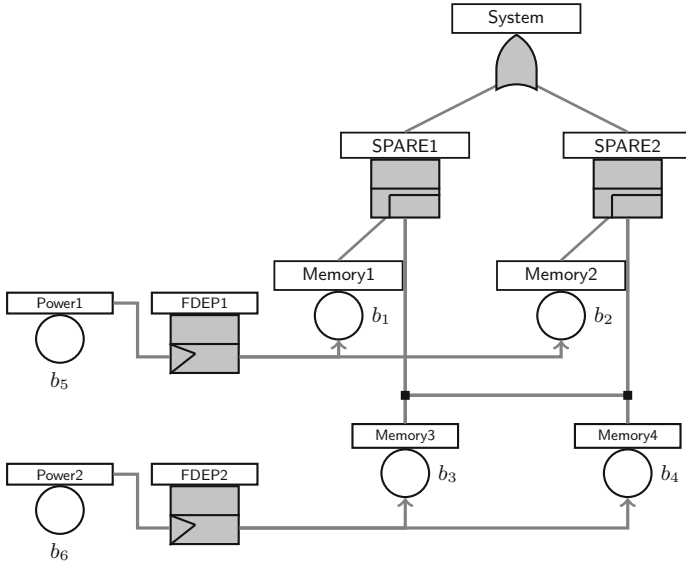 System
SPARE1
SPARE2
Memory1
Memory2
Power1
FDEP1
b₁
b₂
b₅
Memory3
Memory4
Power2
FDEP2
b₃
b₄
b₆